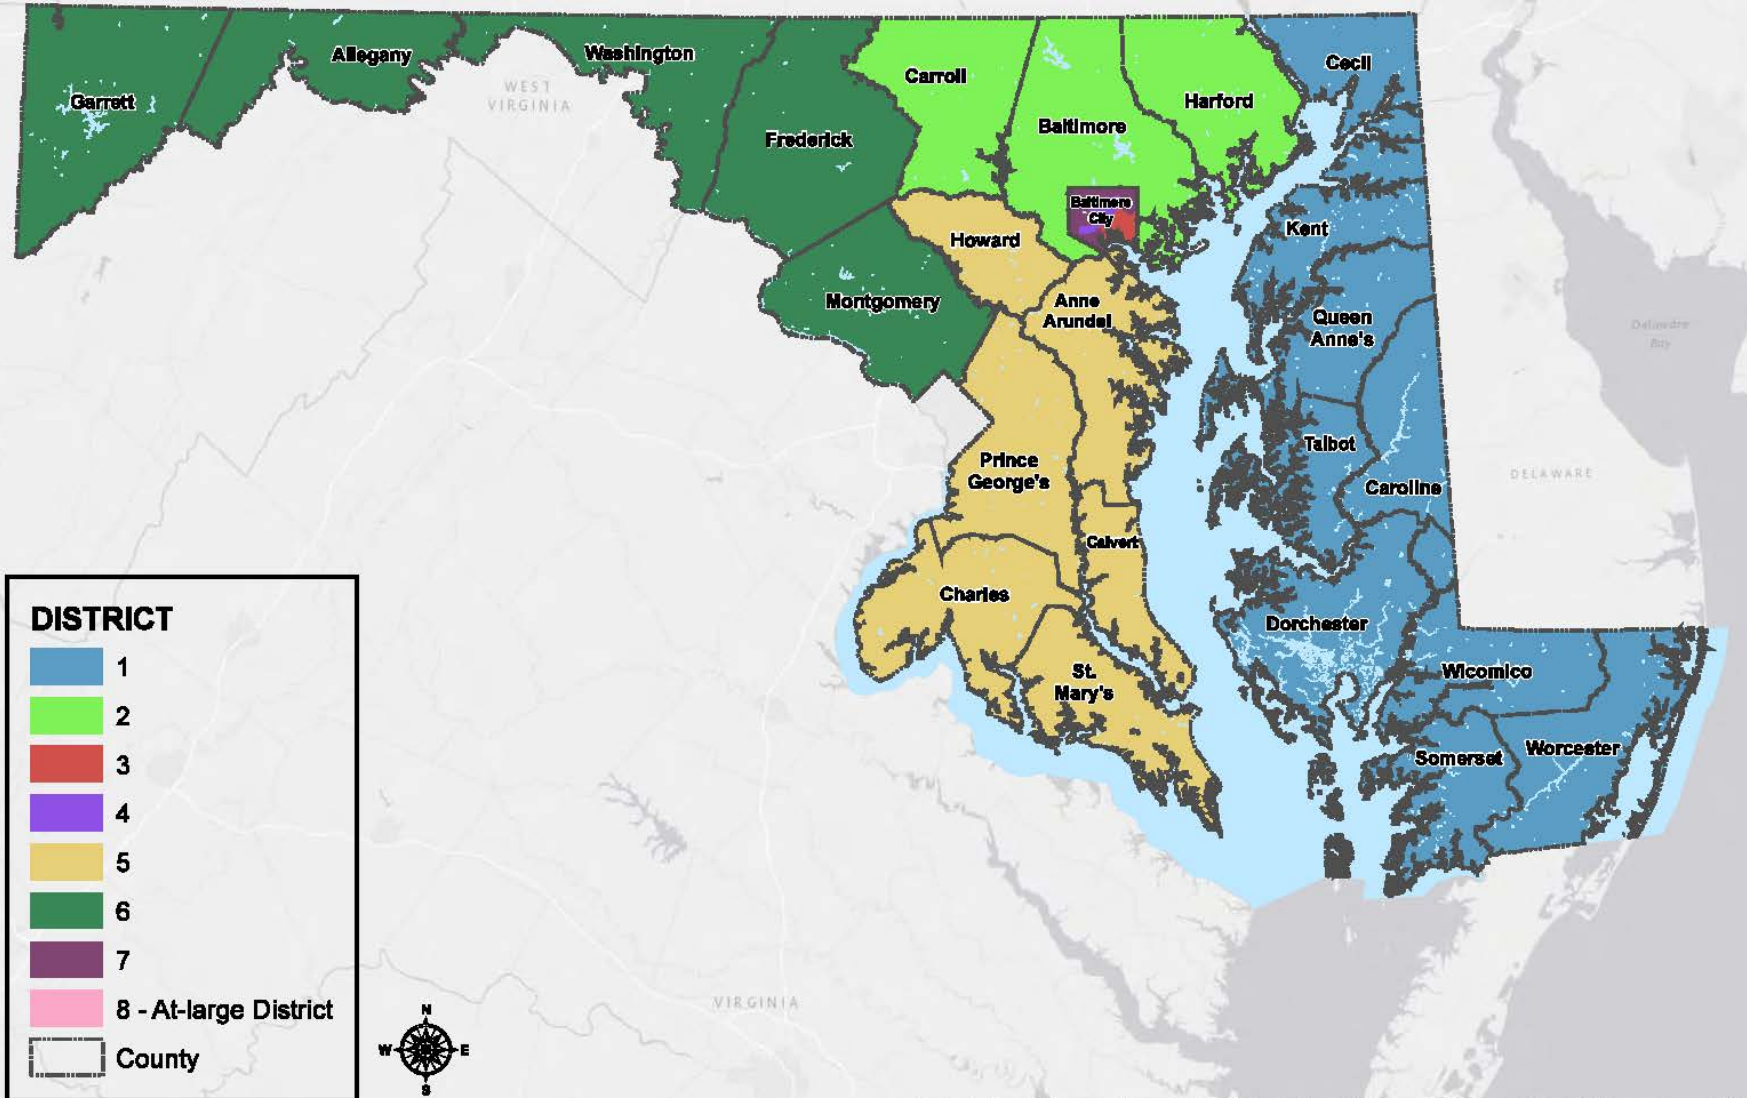 Garrett
Allegany
Washington
Frederick
Carroll
Baltimore
Harford
Cecil
WEST
VIRGINIA
Baltimore
City
Howard
Montgomery
Anne
Arundel
Kent
Queen
Anne's
Talbot
Caroline
Delaware
Bay
DELAWARE
Prince
George's
Calvert
Charles
St.
Mary's
Dorchester
Wicomico
Somerset
Worcester
VIRGINIA
DISTRICT
1
2
3
4
5
6
7
8 - At-large District
County
N
W
E
S